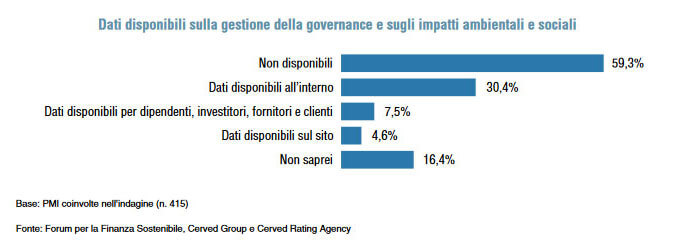 Dati disponibili sulla gestione della governance e sugli impatti ambientali e sociali
Non disponibili 59,3%
Dati disponibili all'interno 30,4%
Dati disponibili per dipendenti, investitori, fornitori e clienti 7,5%
Dati disponibili sul sito 4,6%
Non saprei 16,4%
Base: PMI coinvolte nell'indagine (n. 415)
Fonte: Forum per la Finanza Sostenibile, Cerved Group e Cerved Rating Agency